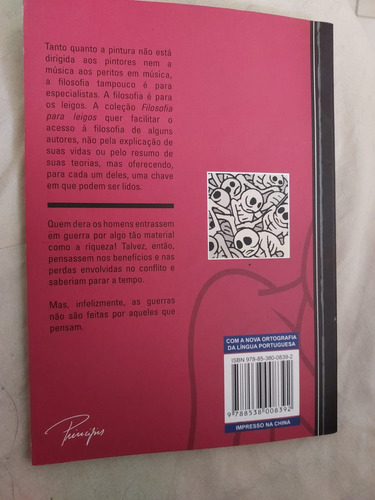 Tanto quanto a pintura não está
dirigida aos pintores nem a
música aos peritos em música,
a filosofia tampouco é para
especialistas. A filosofia é para
os leigos. A coleção Filosofia
para leigos quer facilitar o
acesso à filosofia de alguns
autores, não pela explicação de
suas vidas ou pelo resumo de
suas teorias, mas oferecendo,
para cada um deles, uma chave
em que podem ser lidos.
Quem dera os homens entrassem
em guerra por algo tão material
como a riqueza! Talvez, então,
pensassem nos benefícios e nas
perdas envolvidas no conflito e
saberiam parar a tempo.
Mas, infelizmente, as guerras
não são feitas por aqueles que
pensam.
COM A NOVA ORTOGRAFIA
DA LÍNGUA PORTUGUESA
ISBN 978-85-380-0839-2
9 788538 008392
IMPRESSO NA CHINA
Príncipis